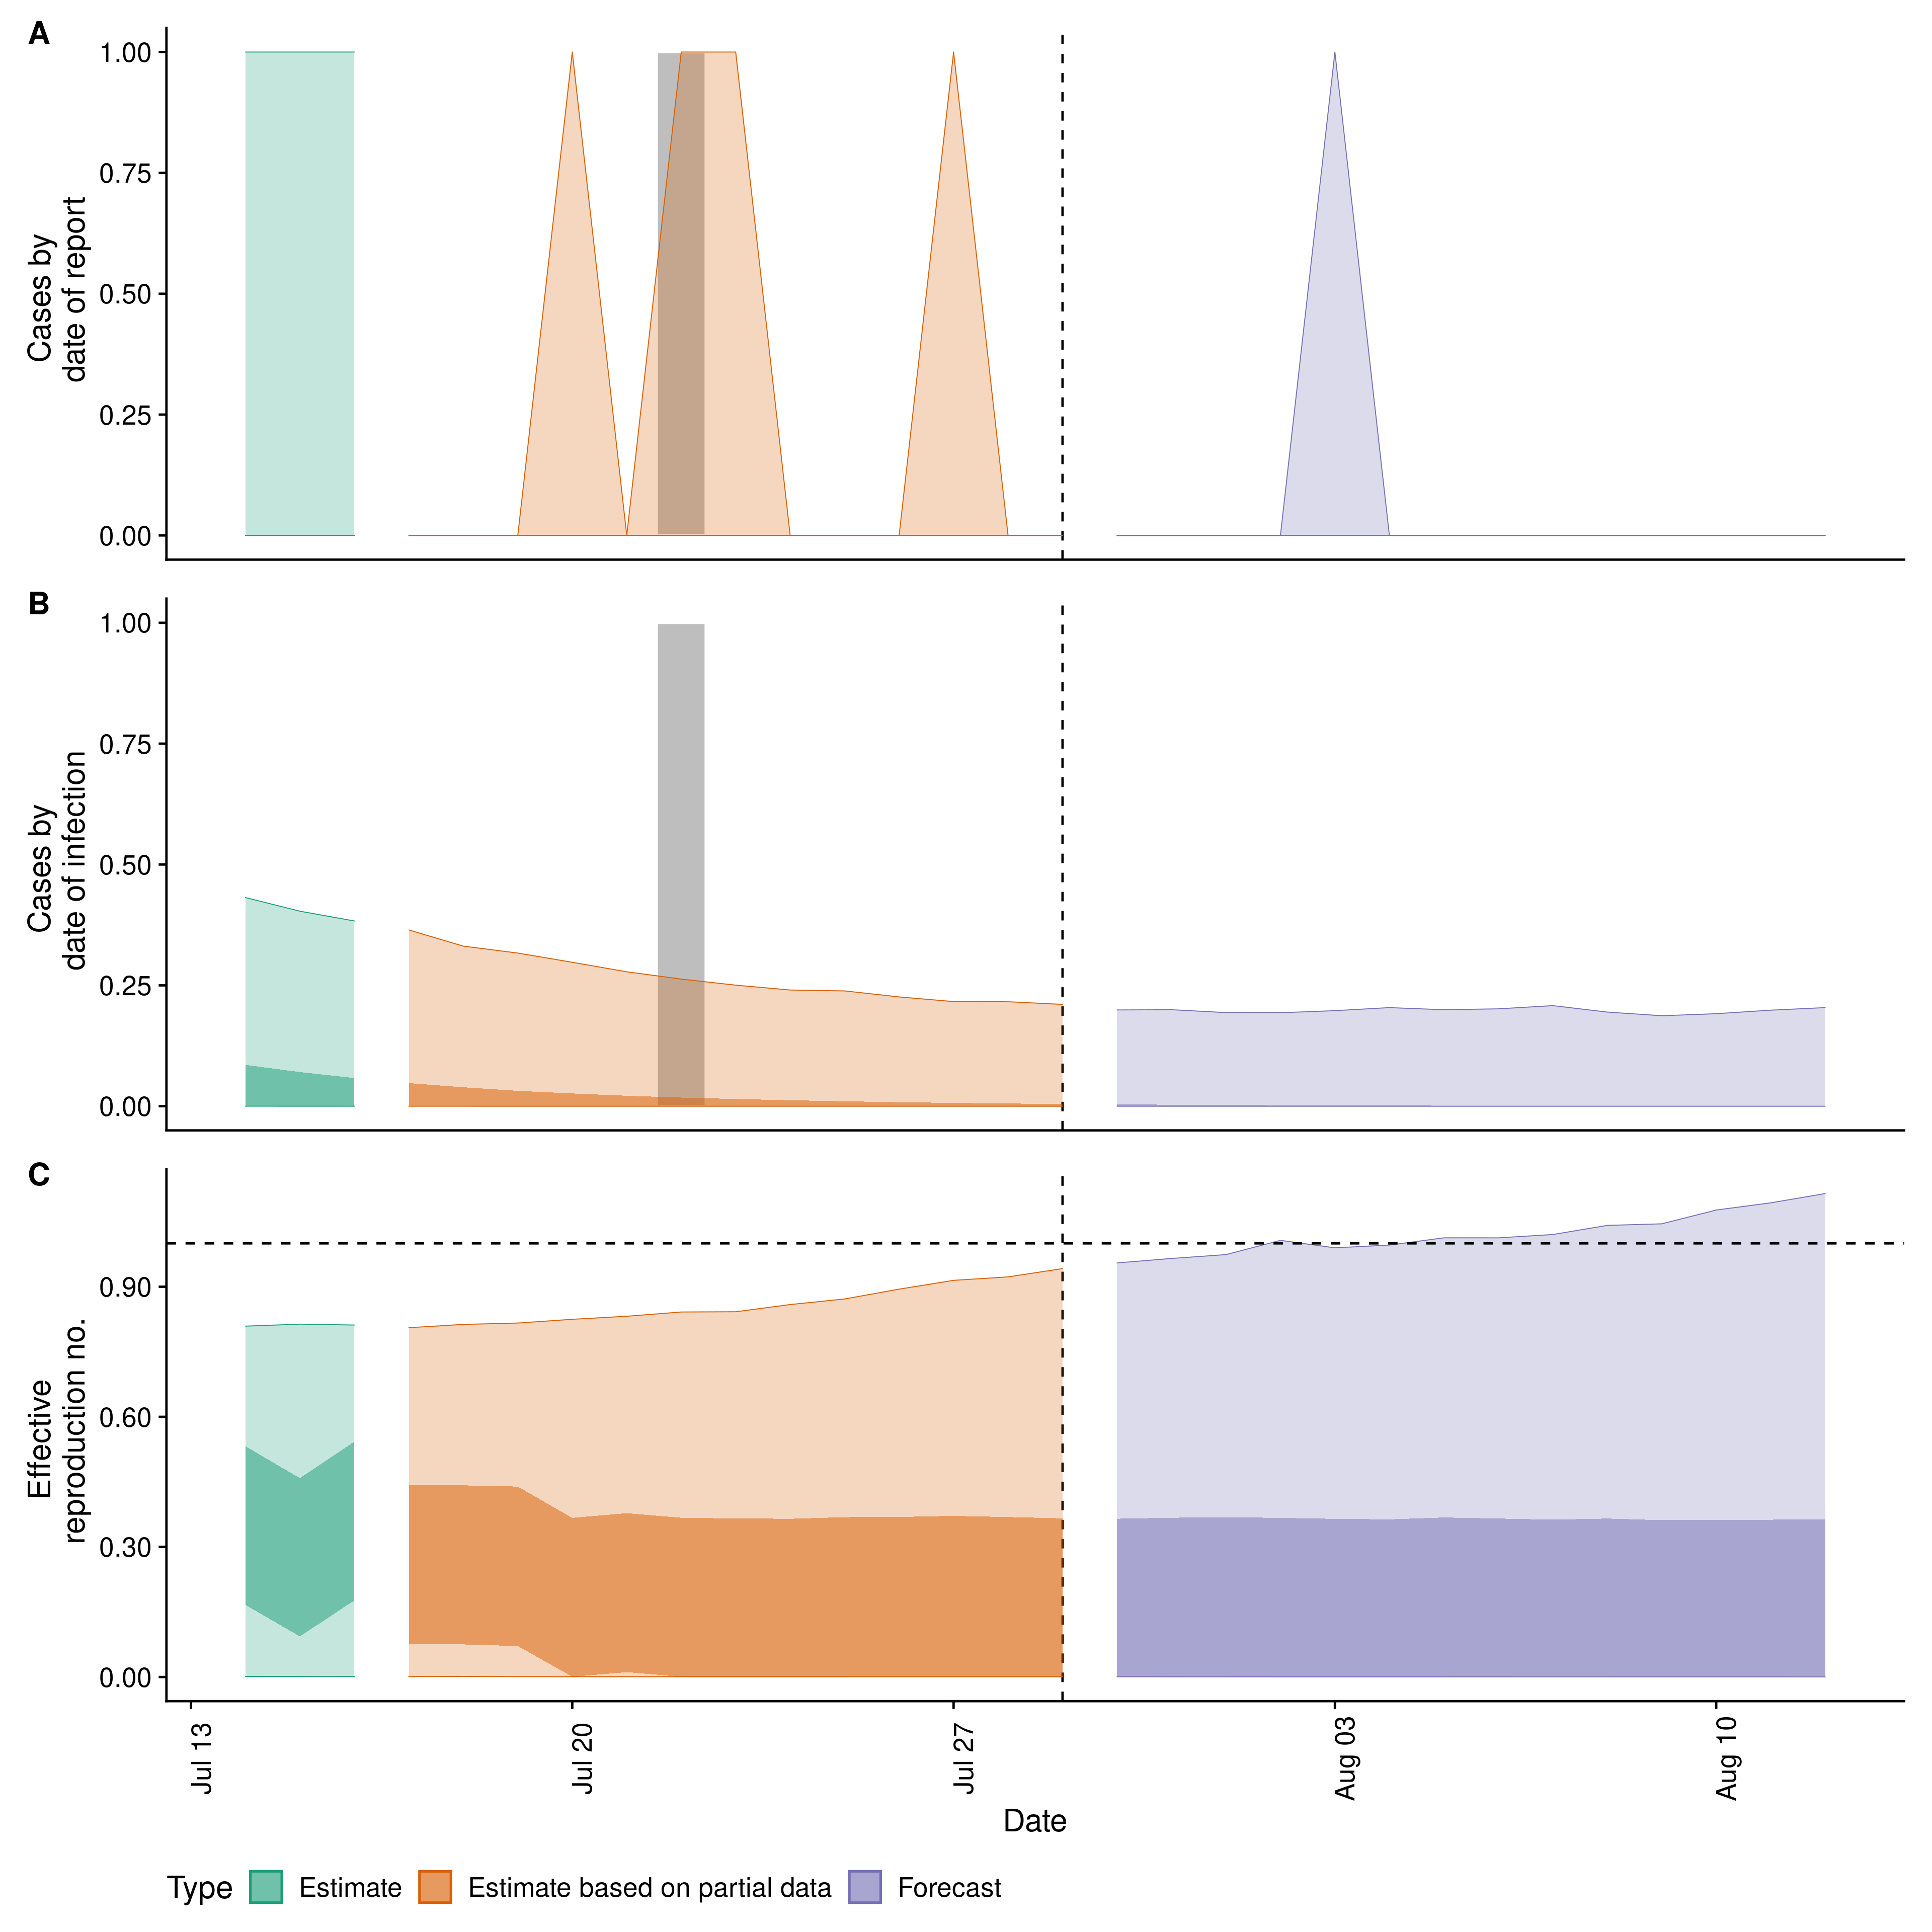 A
1.00
0.75
0.50
0.25
0.00
Cases by
date of report
B
1.00
0.75
0.50
0.25
0.00
Cases by
date of infection
C
0.90
0.60
0.30
0.00
Effective
reproduction no.
Jul 13
Jul 20
Jul 27
Aug 03
Aug 10
Date
Type Estimate Estimate based on partial data Forecast